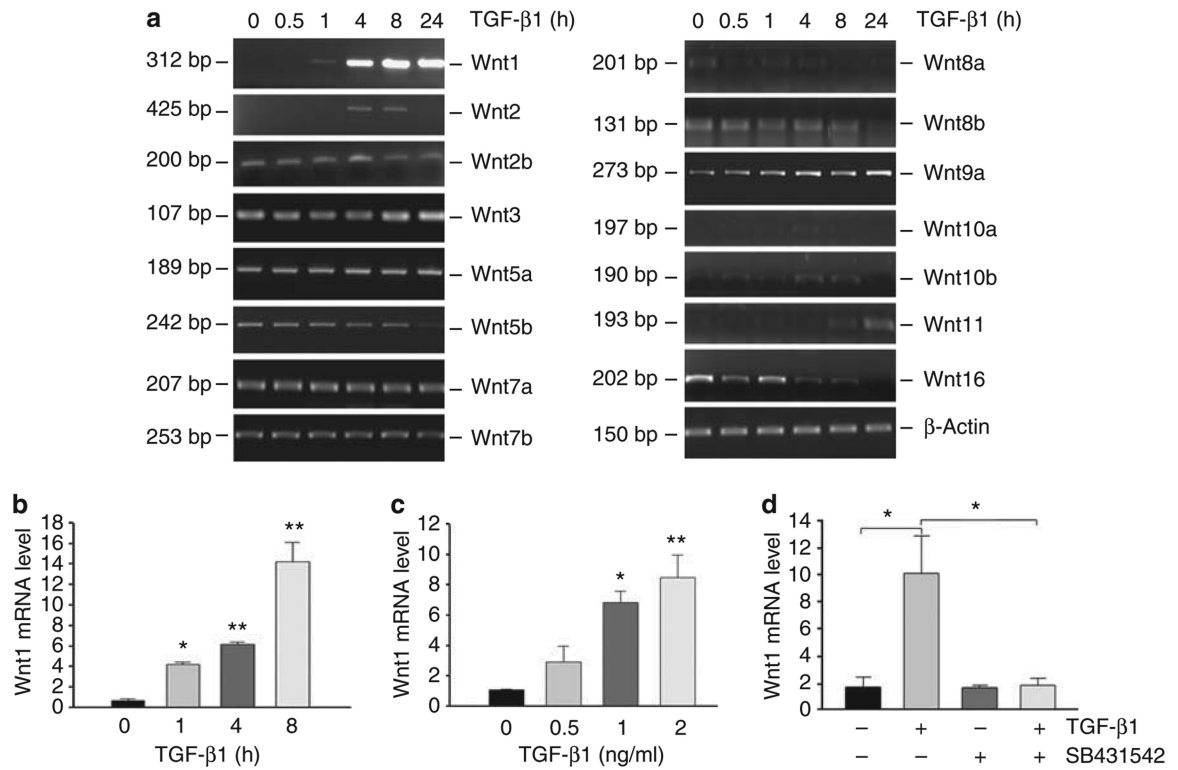 a
0 0.5 1 4 8 24 TGF-β1 (h)
312 bp – – Wnt1
425 bp – – Wnt2
200 bp – – Wnt2b
107 bp – – Wnt3
189 bp – – Wnt5a
242 bp – – Wnt5b
207 bp – – Wnt7a
253 bp – – Wnt7b
0 0.5 1 4 8 24 TGF-β1 (h)
201 bp – – Wnt8a
131 bp – – Wnt8b
273 bp – – Wnt9a
197 bp – – Wnt10a
190 bp – – Wnt10b
193 bp – – Wnt11
202 bp – – Wnt16
150 bp – – β-Actin
b
Wnt1 mRNA level
18
16
14
12
10
8
6
4
2
0
* ** **
0 1 4 8
TGF-β1 (h)
c
Wnt1 mRNA level
12
10
8
6
4
2
0
* **
0 0.5 1 2
TGF-β1 (ng/ml)
d
Wnt1 mRNA level
14
12
10
8
6
4
2
0
* *
– + – + TGF-β1
– – + + SB431542